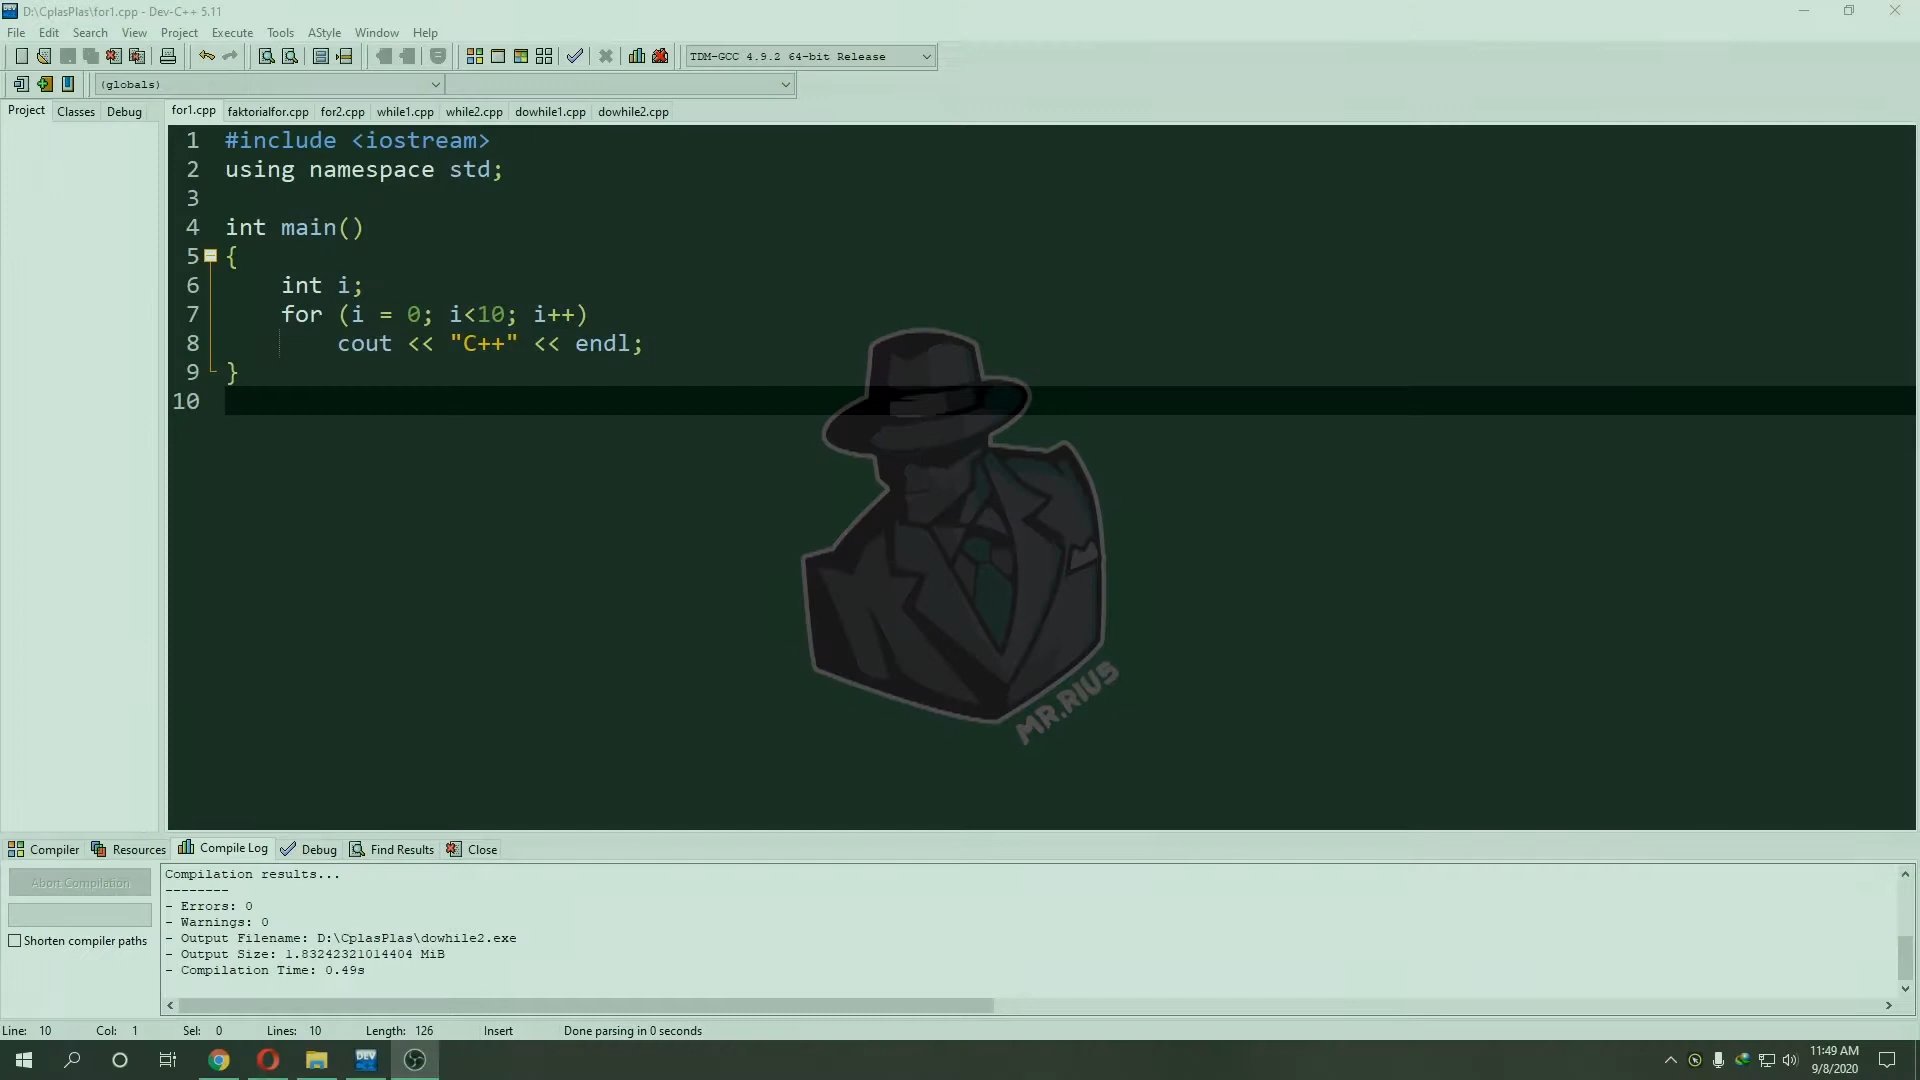 D:\CplasPlas\for1.cpp - Dev-C++ 5.11
File Edit Search View Project Execute Tools AStyle Window Help
TDM-GCC 4.9.2 64-bit Release
(globals)
Project Classes Debug for1.cpp faktorialfor.cpp for2.cpp while1.cpp while2.cpp dowhile1.cpp dowhile2.cpp
1 #include <iostream>
2 using namespace std;
3
4 int main()
5 {
6 int i;
7 for (i = 0; i<10; i++)
8 cout << "C++" << endl;
9 }
10
MR.RIUS
Compiler Resources Compile Log Debug Find Results Close
Abort Compilation
Shorten compiler paths
Compilation results...
--------
- Errors: 0
- Warnings: 0
- Output Filename: D:\CplasPlas\dowhile2.exe
- Output Size: 1.83242321014404 MiB
- Compilation Time: 0.49s
Line: 10 Col: 1 Sel: 0 Lines: 10 Length: 126 Insert Done parsing in 0 seconds
DEV
11:49 AM
9/8/2020